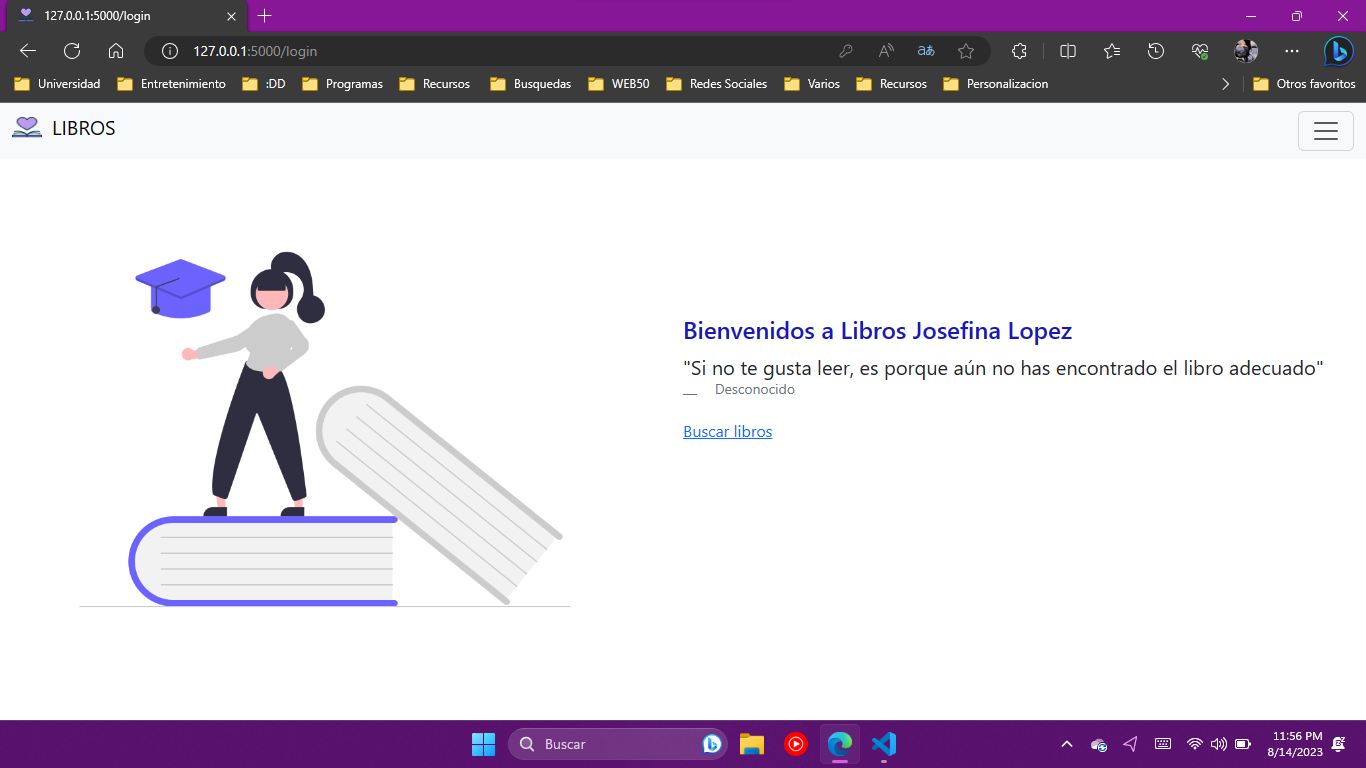 127.0.0.1:5000/login
127.0.0.1:5000/login
Universidad Entretenimiento :DD Programas Recursos Busquedas WEB50 Redes Sociales Varios Recursos Personalizacion Otros favoritos
LIBROS
Bienvenidos a Libros Josefina Lopez
"Si no te gusta leer, es porque aún no has encontrado el libro adecuado"
__ Desconocido
Buscar libros
Buscar
11:56 PM
8/14/2023